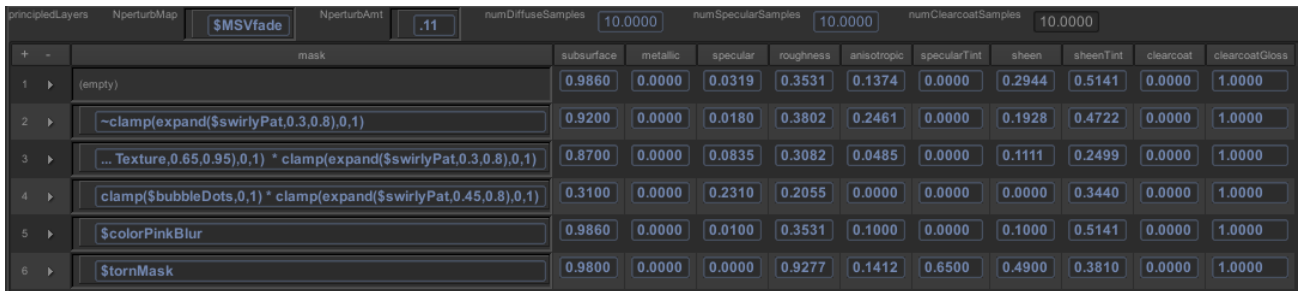 principledLayers NperturbMap $MSVfade NperturbAmt .11 numDiffuseSamples 10.0000 numSpecularSamples 10.0000 numClearcoatSamples 10.0000
+ - mask subsurface metallic specular roughness anisotropic specularTint sheen sheenTint clearcoat clearcoatGloss
1 (empty) 0.9860 0.0000 0.0319 0.3531 0.1374 0.0000 0.2944 0.5141 0.0000 1.0000
2 ~clamp(expand($swirlyPat,0.3,0.8),0,1) 0.9200 0.0000 0.0180 0.3802 0.2461 0.0000 0.1928 0.4722 0.0000 1.0000
3 ... Texture,0.65,0.95),0,1) * clamp(expand($swirlyPat,0.3,0.8),0,1) 0.8700 0.0000 0.0835 0.3082 0.0485 0.0000 0.1111 0.2499 0.0000 1.0000
4 clamp($bubbleDots,0,1) * clamp(expand($swirlyPat,0.45,0.8),0,1) 0.3100 0.0000 0.2310 0.2055 0.0000 0.0000 0.0000 0.3440 0.0000 1.0000
5 $colorPinkBlur 0.9860 0.0000 0.0100 0.3531 0.1000 0.0000 0.1000 0.5141 0.0000 1.0000
6 $tornMask 0.9800 0.0000 0.0000 0.9277 0.1412 0.6500 0.4900 0.3810 0.0000 1.0000